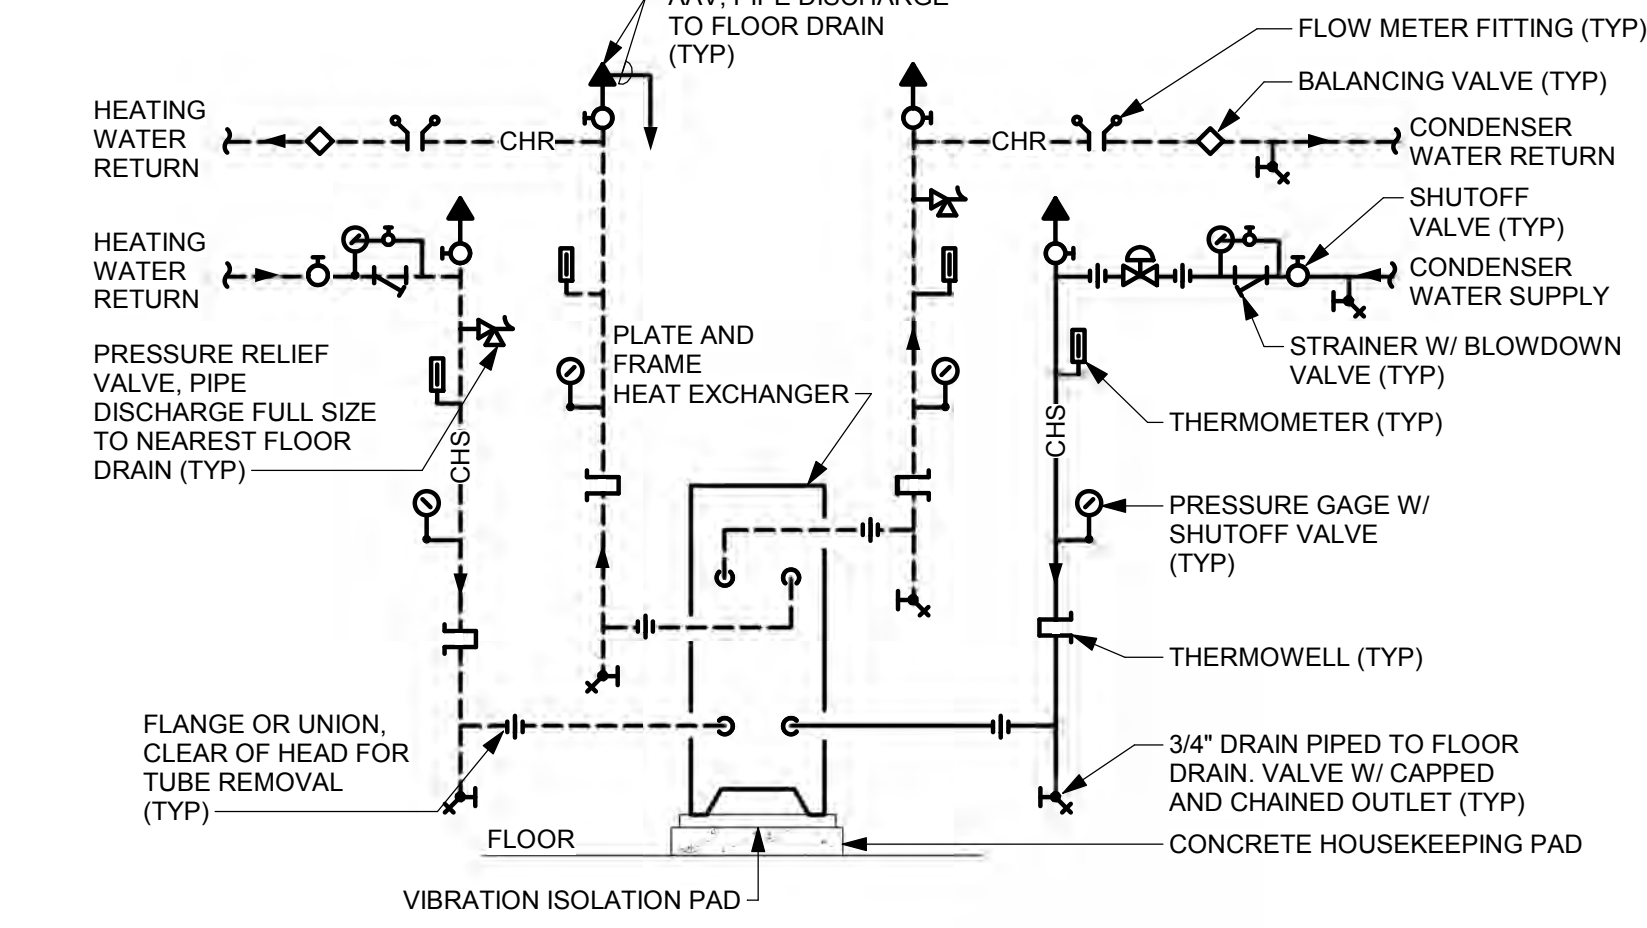 AAV, PIPE DISCHARGE
TO FLOOR DRAIN
(TYP)
FLOW METER FITTING (TYP)
BALANCING VALVE (TYP)
HEATING
WATER
RETURN
CHR
CHR
CONDENSER
WATER RETURN
SHUTOFF
VALVE (TYP)
HEATING
WATER
RETURN
CONDENSER
WATER SUPPLY
PRESSURE RELIEF
VALVE, PIPE
DISCHARGE FULL SIZE
TO NEAREST FLOOR
DRAIN (TYP)
PLATE AND
FRAME
HEAT EXCHANGER
STRAINER W/ BLOWDOWN
VALVE (TYP)
THERMOMETER (TYP)
CHS
CHS
PRESSURE GAGE W/
SHUTOFF VALVE
(TYP)
THERMOWELL (TYP)
FLANGE OR UNION,
CLEAR OF HEAD FOR
TUBE REMOVAL
(TYP)
3/4" DRAIN PIPED TO FLOOR
DRAIN. VALVE W/ CAPPED
AND CHAINED OUTLET (TYP)
FLOOR
CONCRETE HOUSEKEEPING PAD
VIBRATION ISOLATION PAD